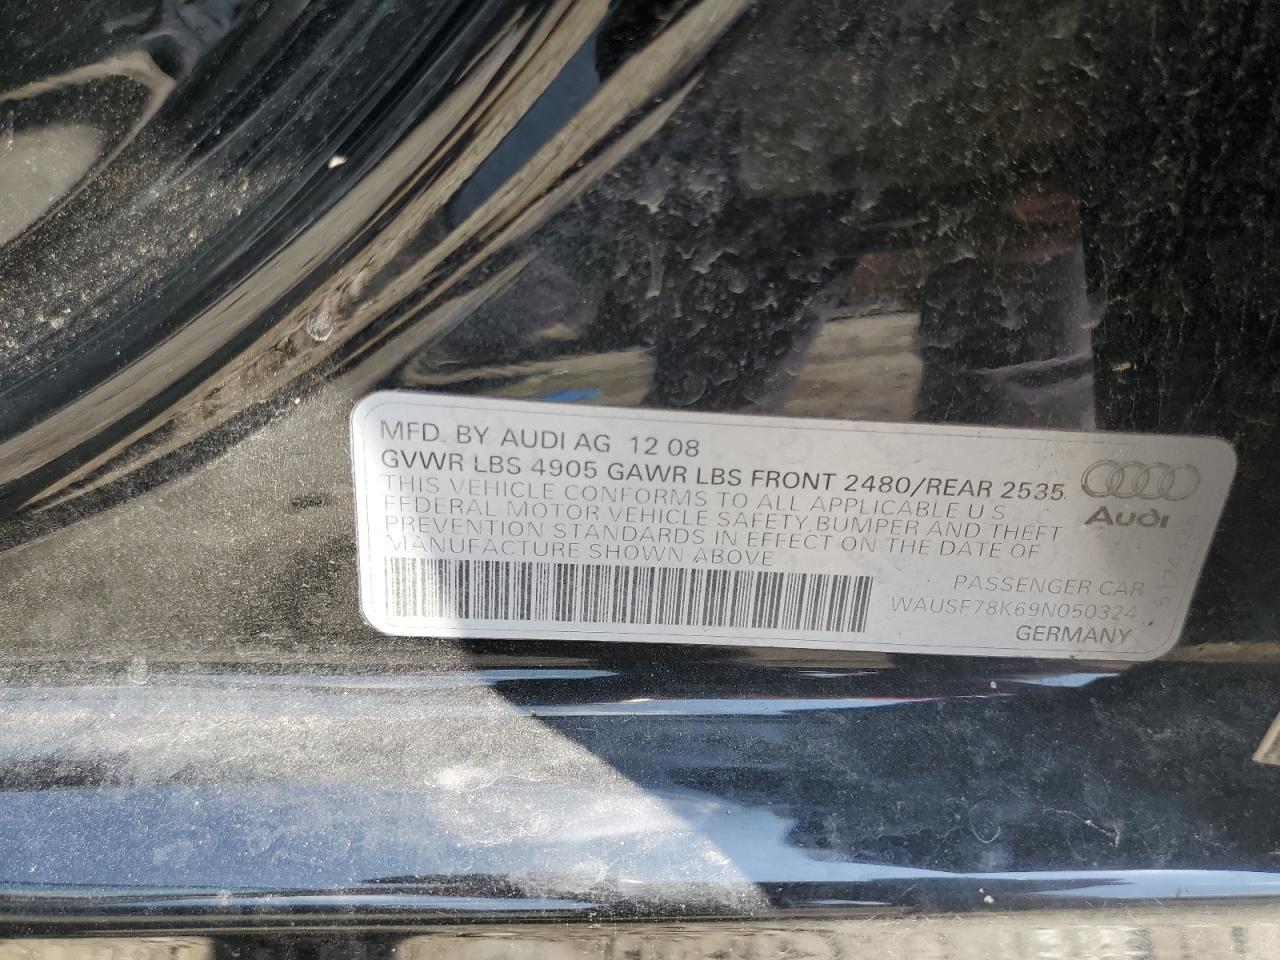 MFD. BY AUDI AG 12 08
GVWR LBS 4905 GAWR LBS FRONT 2480/REAR 2535
THIS VEHICLE CONFORMS TO ALL APPLICABLE U S
FEDERAL MOTOR VEHICLE SAFETY, BUMPER AND THEFT
PREVENTION STANDARDS IN EFFECT ON THE DATE OF
MANUFACTURE SHOWN ABOVE
Audi
PASSENGER CAR
WAUSF78K69N050324
GERMANY